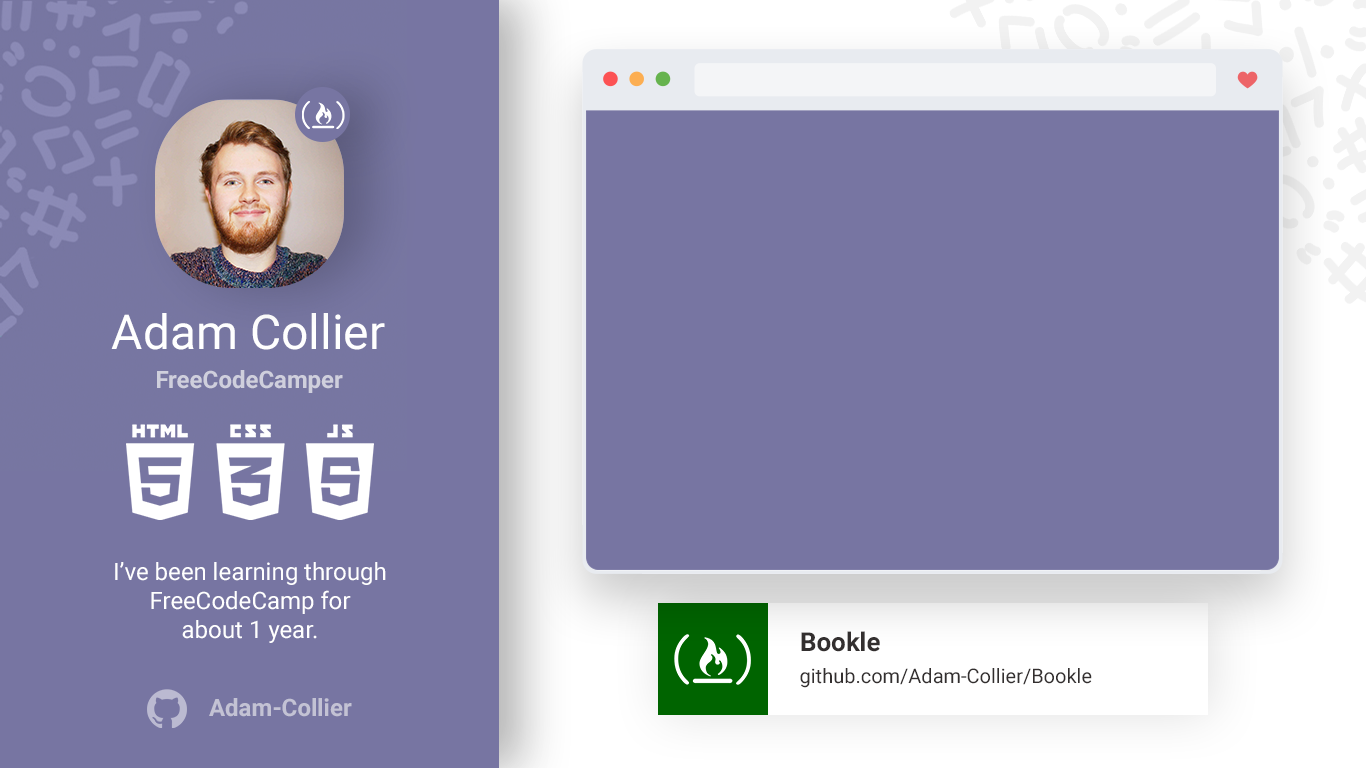 Adam Collier
FreeCodeCamper
HTML CSS JS
5 3 5
I’ve been learning through
FreeCodeCamp for
about 1 year.
Adam-Collier
Bookle
github.com/Adam-Collier/Bookle